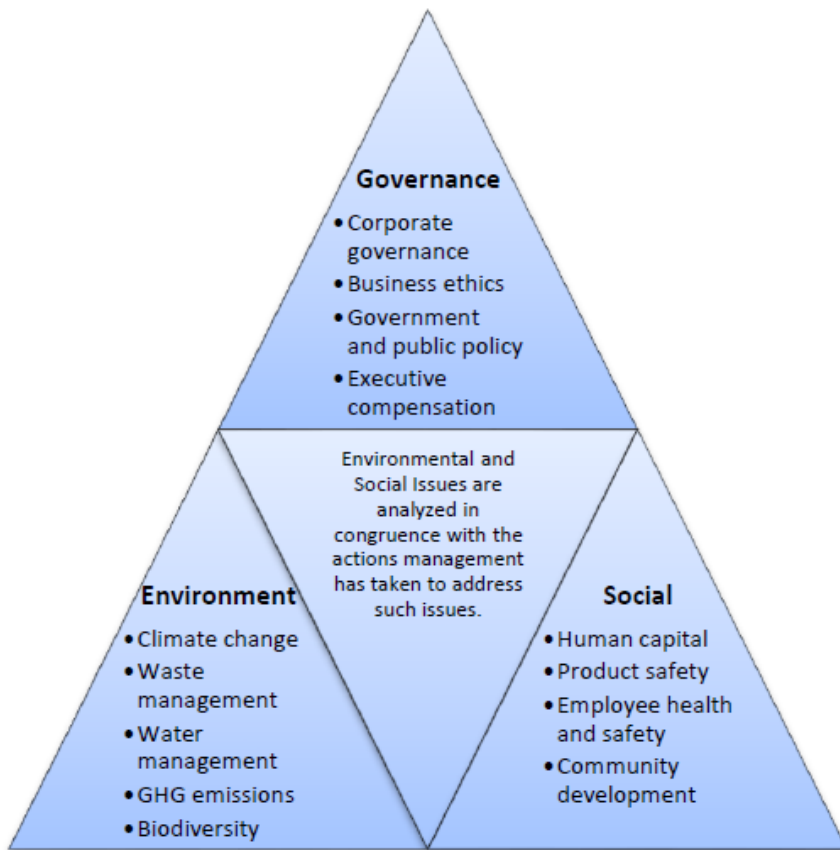 Governance
• Corporate
governance
• Business ethics
• Government
and public policy
• Executive
compensation
Environmental and
Social Issues are
analyzed in
congruence with the
actions management
has taken to address
such issues.
Environment
• Climate change
• Waste
management
• Water
management
• GHG emissions
• Biodiversity
Social
• Human capital
• Product safety
• Employee health
and safety
• Community
development